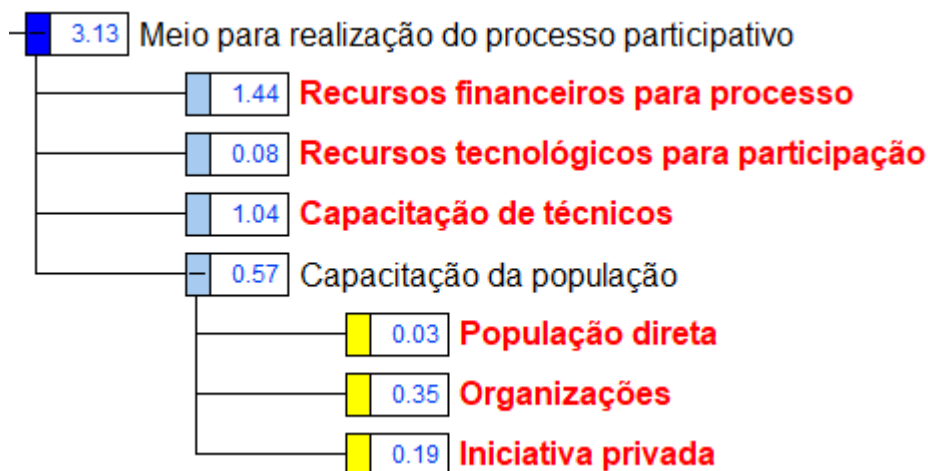 3.13 Meio para realização do processo participativo
1.44 Recursos financeiros para processo
0.08 Recursos tecnológicos para participação
1.04 Capacitação de técnicos
0.57 Capacitação da população
0.03 População direta
0.35 Organizações
0.19 Iniciativa privada